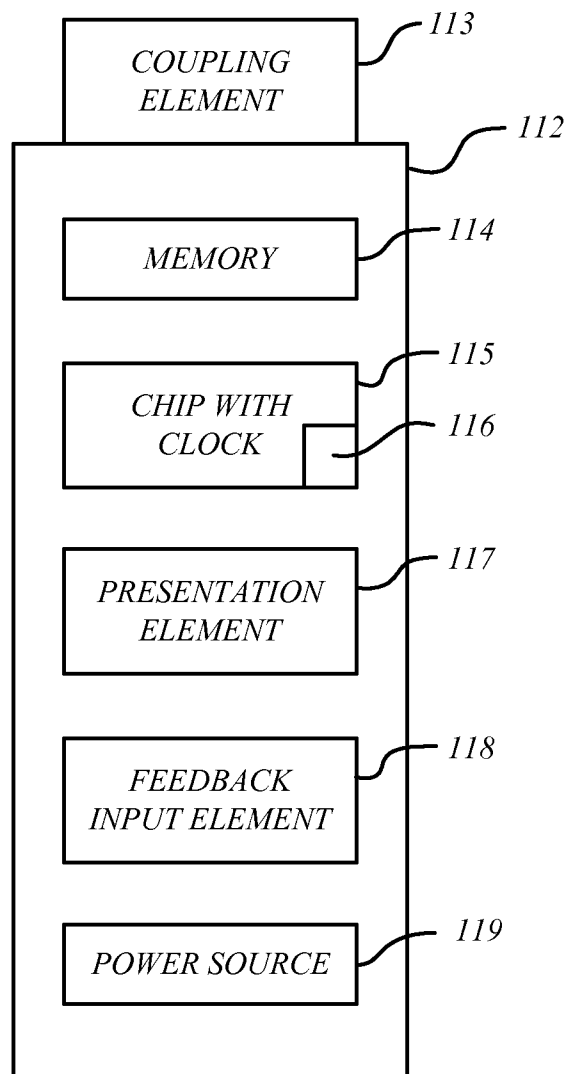 113
COUPLING
ELEMENT
112
114
MEMORY
115
CHIP WITH
CLOCK
116
117
PRESENTATION
ELEMENT
118
FEEDBACK
INPUT ELEMENT
119
POWER SOURCE